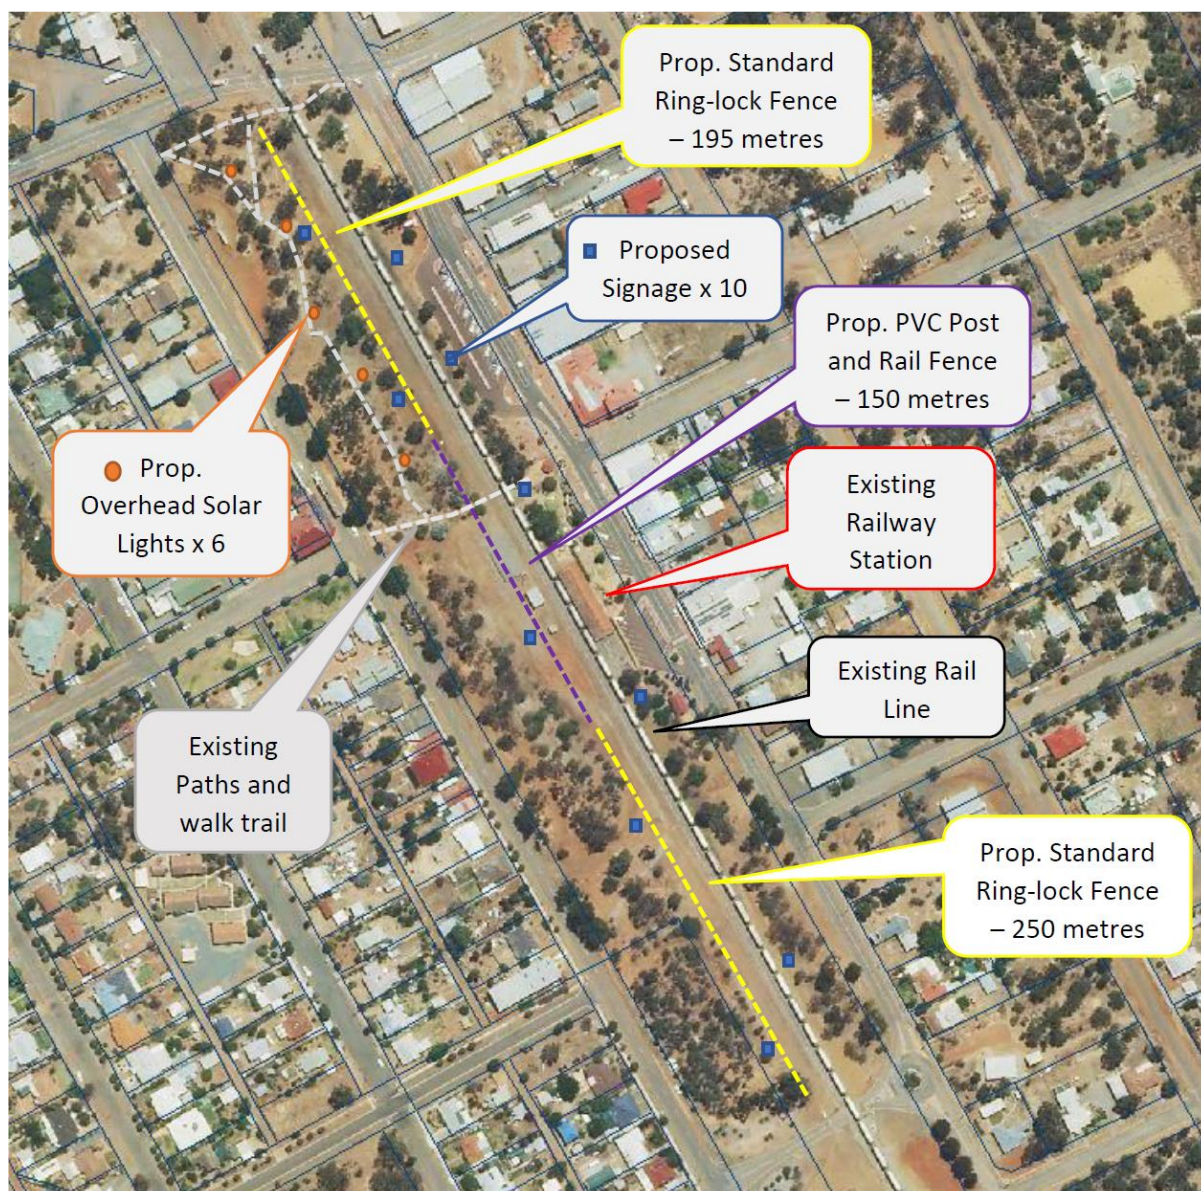 Prop. Standard
Ring-lock Fence
– 195 metres
Proposed
Signage x 10
Prop. PVC Post
and Rail Fence
– 150 metres
Prop.
Overhead Solar
Lights x 6
Existing
Railway
Station
Existing Rail
Line
Existing
Paths and
walk trail
Prop. Standard
Ring-lock Fence
– 250 metres